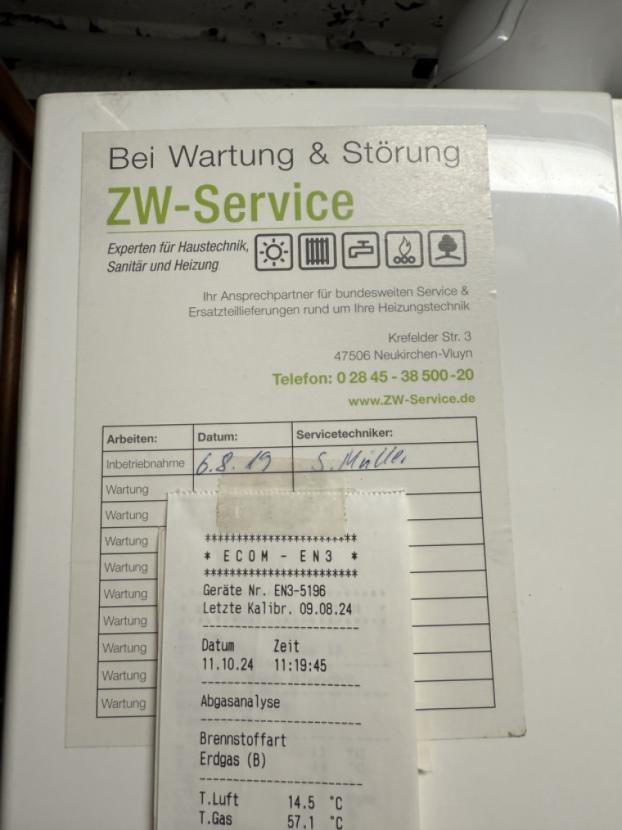 Bei Wartung & Störung
ZW-Service
Experten für Haustechnik,
Sanitär und Heizung
Ihr Ansprechpartner für bundesweiten Service &
Ersatzteillieferungen rund um Ihre Heizungstechnik
Krefelder Str. 3
47506 Neukirchen-Vluyn
Telefon: 0 28 45 - 38 500-20
www.ZW-Service.de
Arbeiten: Datum: Servicetechniker:
Inbetriebnahme 6.8.19 S. Müller
Wartung
Wartung
Wartung
Wartung
Wartung
Wartung
Wartung
Wartung
Wartung
*************************
* ECOM - EN3 *
*************************
Geräte Nr. EN3-5196
Letzte Kalibr. 09.08.24
-------------------------
Datum Zeit
11.10.24 11:19:45
-------------------------
Abgasanalyse
-------------------------
Brennstoffart
Erdgas (B)
-------------------------
T.Luft 14.5 °C
T.Gas 57.1 °C